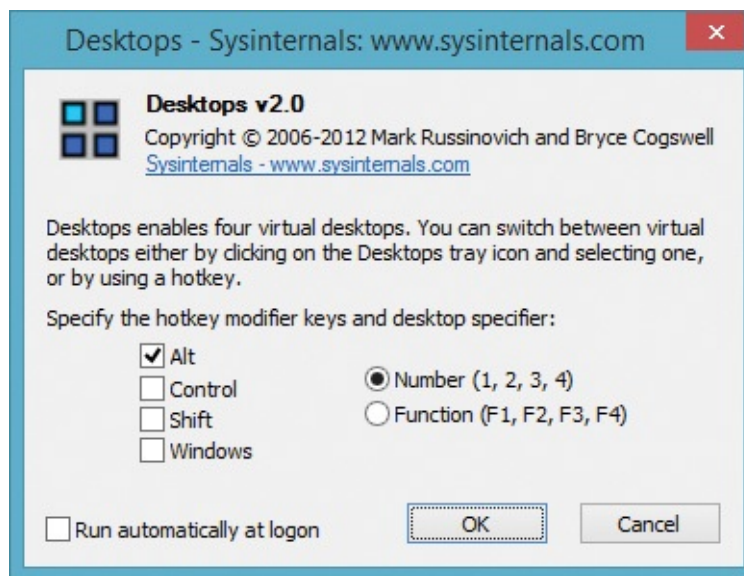 Desktops - Sysinternals: www.sysinternals.com
Desktops v2.0
Copyright © 2006-2012 Mark Russinovich and Bryce Cogswell
Sysinternals - www.sysinternals.com
Desktops enables four virtual desktops. You can switch between virtual
desktops either by clicking on the Desktops tray icon and selecting one,
or by using a hotkey.
Specify the hotkey modifier keys and desktop specifier:
Alt
Control
Shift
Windows
Number (1, 2, 3, 4)
Function (F1, F2, F3, F4)
Run automatically at logon
OK
Cancel